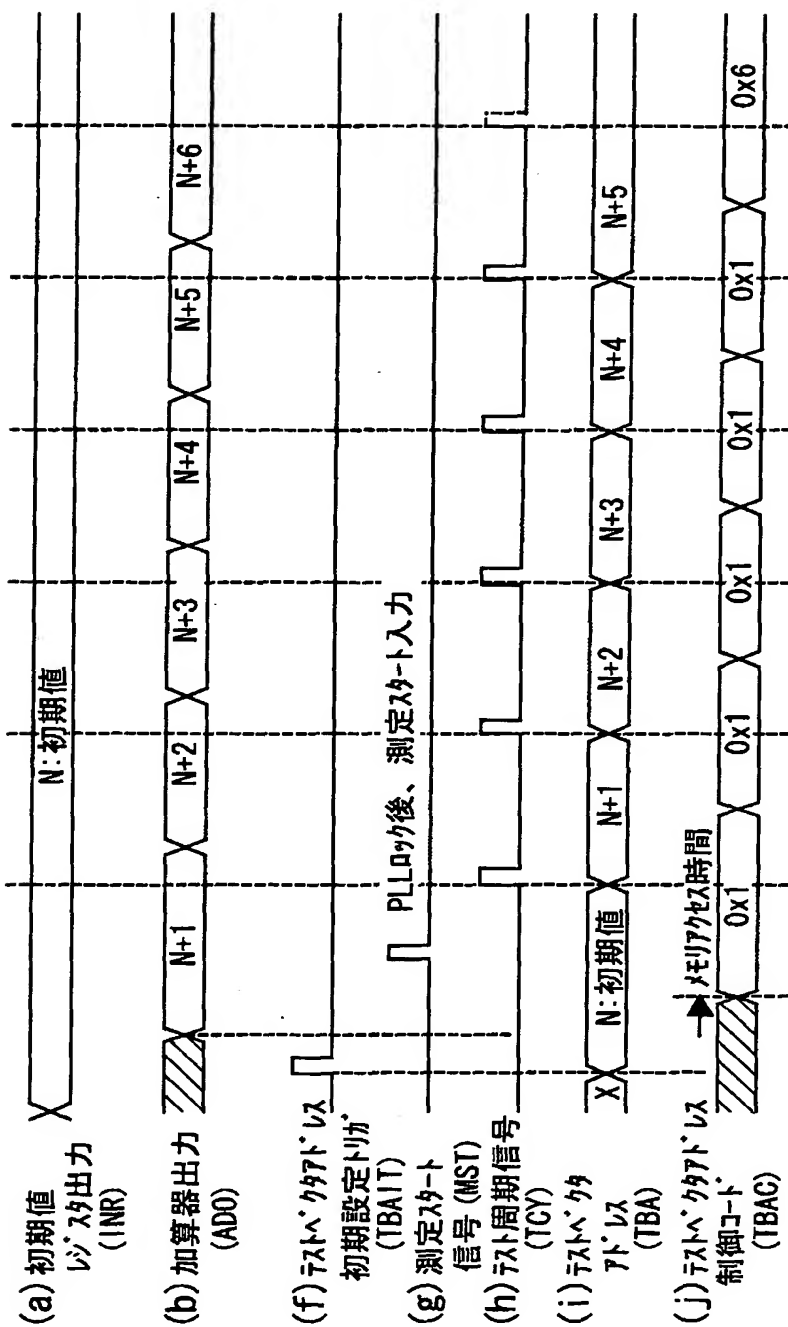 (a) 初期値
レジスタ出力
(INR)
N:初期値
(b) 加算器出力
(ADO)
N+1
N+2
N+3
N+4
N+5
N+6
(f) テストベクタアドレス
初期設定トリガ
(TBAIT)
(g) 測定スタート
信号 (MST)
PLLロック後、測定スタート入力
(h) テスト周期信号
(TCY)
(i) テストベクタ
アドレス
(TBA)
X
N:初期値
N+1
N+2
N+3
N+4
N+5
(j) テストベクタアドレス
制御コード
(TBAC)
メモリアクセス時間
0x1
0x1
0x1
0x1
0x1
0x1
0x6